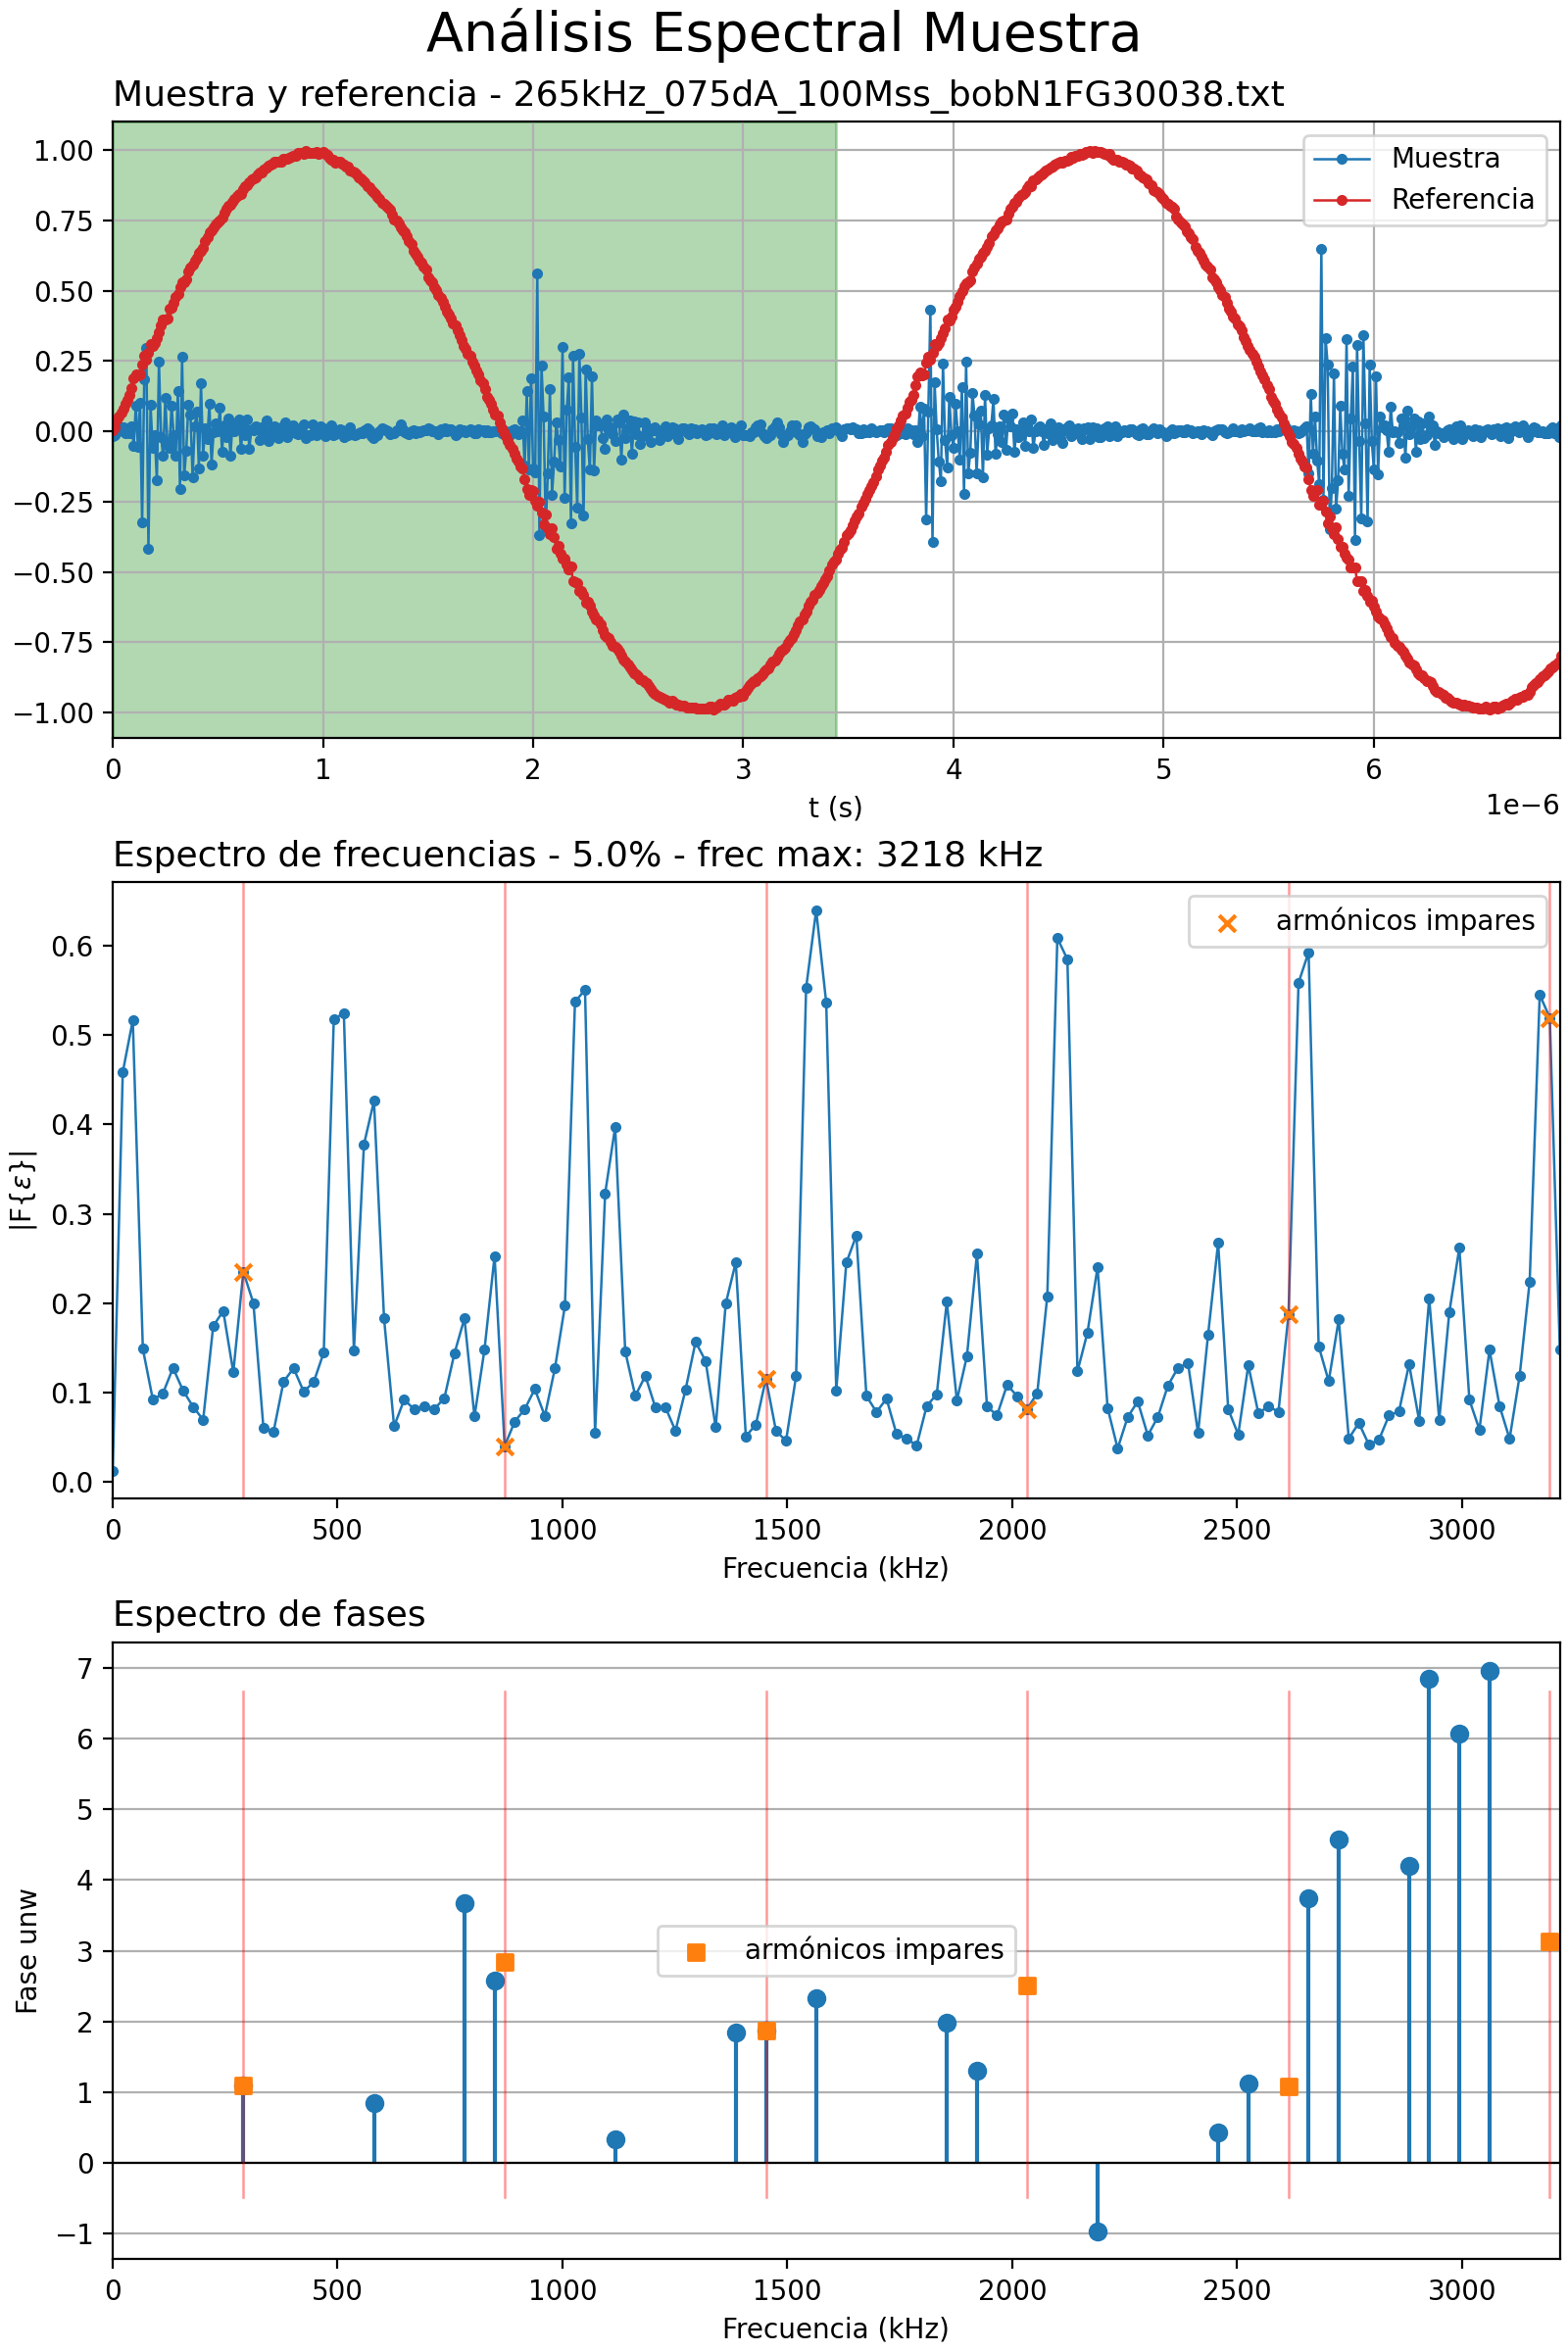 Análisis Espectral Muestra
Muestra y referencia - 265kHz_075dA_100Mss_bobN1FG30038.txt
1.00
0.75
0.50
0.25
0.00
−0.25
−0.50
−0.75
−1.00
Muestra
Referencia
0 1 2 3 4 5 6
t (s)
1e−6
Espectro de frecuencias - 5.0% - frec max: 3218 kHz
|F{ε}|
0.6
0.5
0.4
0.3
0.2
0.1
0.0
armónicos impares
0 500 1000 1500 2000 2500 3000
Frecuencia (kHz)
Espectro de fases
Fase unw
7
6
5
4
3
2
1
0
−1
armónicos impares
0 500 1000 1500 2000 2500 3000
Frecuencia (kHz)